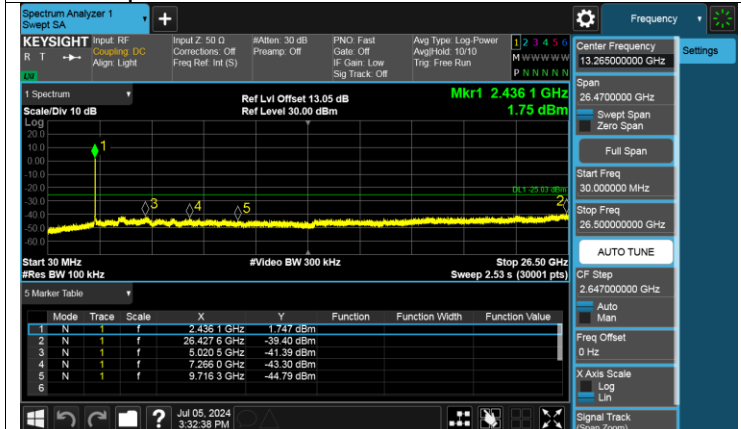 Spectrum Analyzer 1
Swept SA
Frequency
KEYSIGHT Input: RF
R T Coupling: DC
Align: Light
Input Z: 50 Ω
Corrections: Off
Freq Ref: Int (S)
#Atten: 30 dB
Preamp: Off
PNO: Fast
Gate: Off
IF Gain: Low
Sig Track: Off
Avg Type: Log-Power
Avg|Hold: 10/10
Trig: Free Run
1 2 3 4 5 6
M W W W W W
P N N N N N
1 Spectrum
Scale/Div 10 dB
Ref Lvl Offset 13.05 dB
Ref Level 30.00 dBm
Mkr1 2.436 1 GHz
1.75 dBm
Log
20.0
10.0
0.00
-10.0
-20.0
-30.0
-40.0
-50.0
-60.0
1
2
3
4
5
DL1 -25.03 dBm
Start 30 MHz
#Res BW 100 kHz
#Video BW 300 kHz
Stop 26.50 GHz
Sweep 2.53 s (30001 pts)
5 Marker Table
Mode Trace Scale X Y Function Function Width Function Value
1 N 1 f 2.436 1 GHz 1.747 dBm
2 N 1 f 26.427 6 GHz -39.40 dBm
3 N 1 f 5.020 5 GHz -41.39 dBm
4 N 1 f 7.266 0 GHz -43.30 dBm
5 N 1 f 9.716 3 GHz -44.79 dBm
6
Jul 05, 2024
3:32:38 PM
Center Frequency
13.265000000 GHz
Settings
Span
26.4700000 GHz
Swept Span
Zero Span
Full Span
Start Freq
30.000000 MHz
Stop Freq
26.500000000 GHz
AUTO TUNE
CF Step
2.647000000 GHz
Auto
Man
Freq Offset
0 Hz
X Axis Scale
Log
Lin
Signal Track
(Span Zoom)